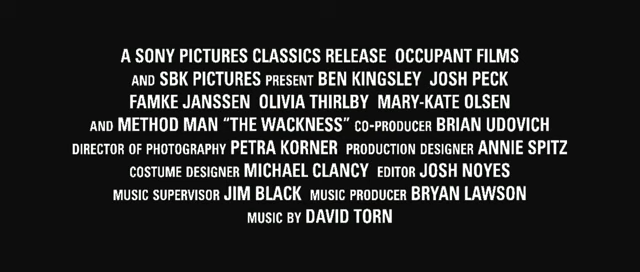 A SONY PICTURES CLASSICS RELEASE OCCUPANT FILMS
AND SBK PICTURES PRESENT BEN KINGSLEY JOSH PECK
FAMKE JANSSEN OLIVIA THIRLBY MARY-KATE OLSEN
AND METHOD MAN “THE WACKNESS” CO-PRODUCER BRIAN UDOVICH
DIRECTOR OF PHOTOGRAPHY PETRA KORNER PRODUCTION DESIGNER ANNIE SPITZ
COSTUME DESIGNER MICHAEL CLANCY EDITOR JOSH NOYES
MUSIC SUPERVISOR JIM BLACK MUSIC PRODUCER BRYAN LAWSON
MUSIC BY DAVID TORN